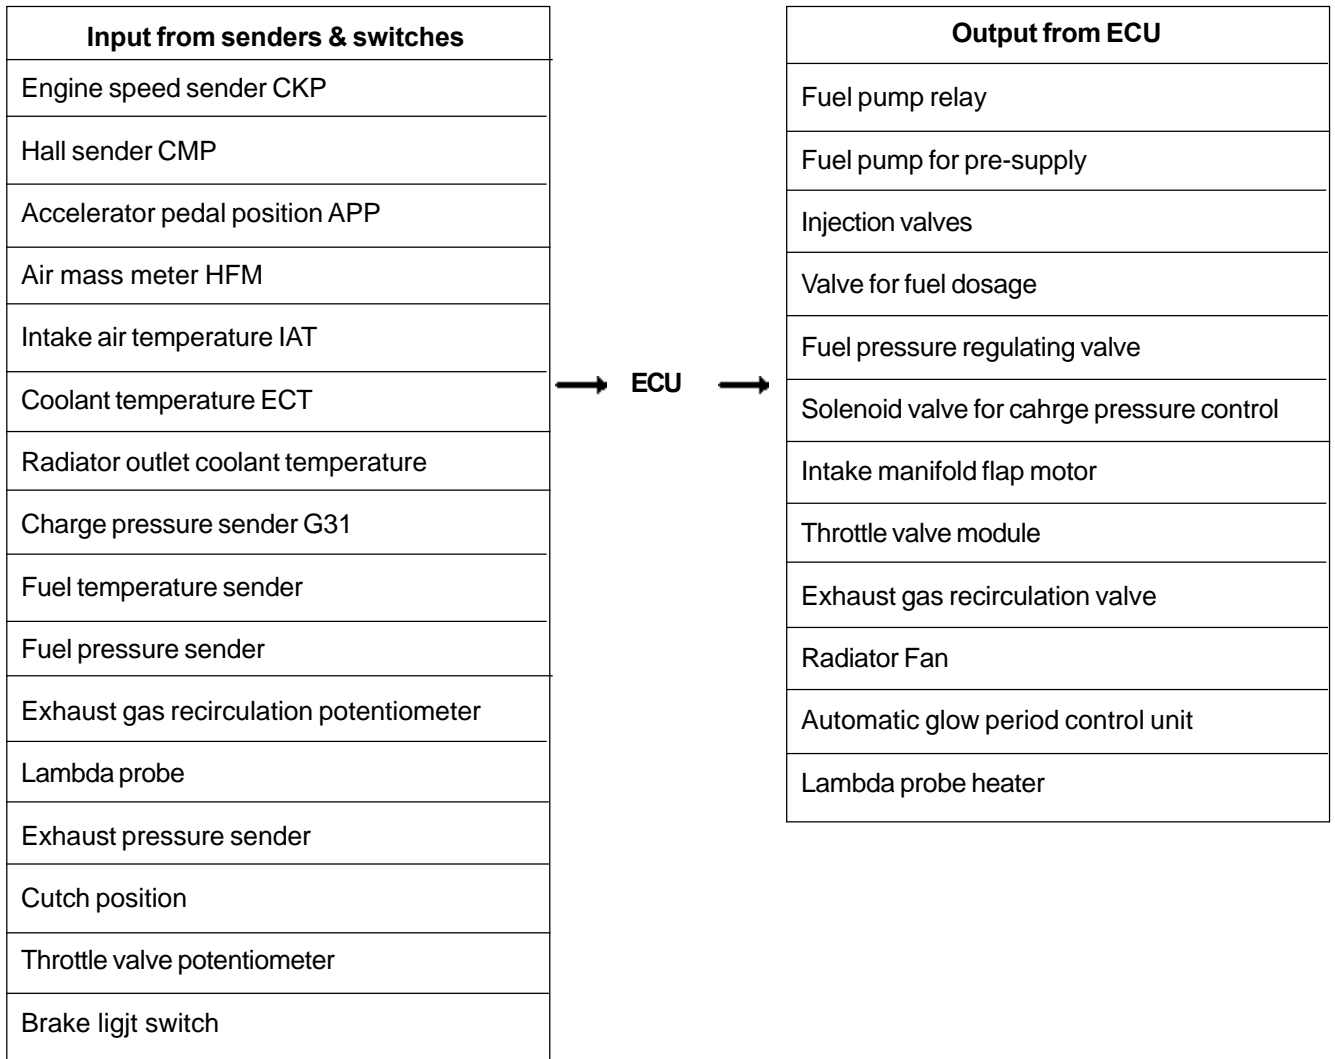 Input from senders & switches
Engine speed sender CKP
Hall sender CMP
Accelerator pedal position APP
Air mass meter HFM
Intake air temperature IAT
Coolant temperature ECT
Radiator outlet coolant temperature
Charge pressure sender G31
Fuel temperature sender
Fuel pressure sender
Exhaust gas recirculation potentiometer
Lambda probe
Exhaust pressure sender
Cutch position
Throttle valve potentiometer
Brake ligjt switch
ECU
Output from ECU
Fuel pump relay
Fuel pump for pre-supply
Injection valves
Valve for fuel dosage
Fuel pressure regulating valve
Solenoid valve for cahrge pressure control
Intake manifold flap motor
Throttle valve module
Exhaust gas recirculation valve
Radiator Fan
Automatic glow period control unit
Lambda probe heater